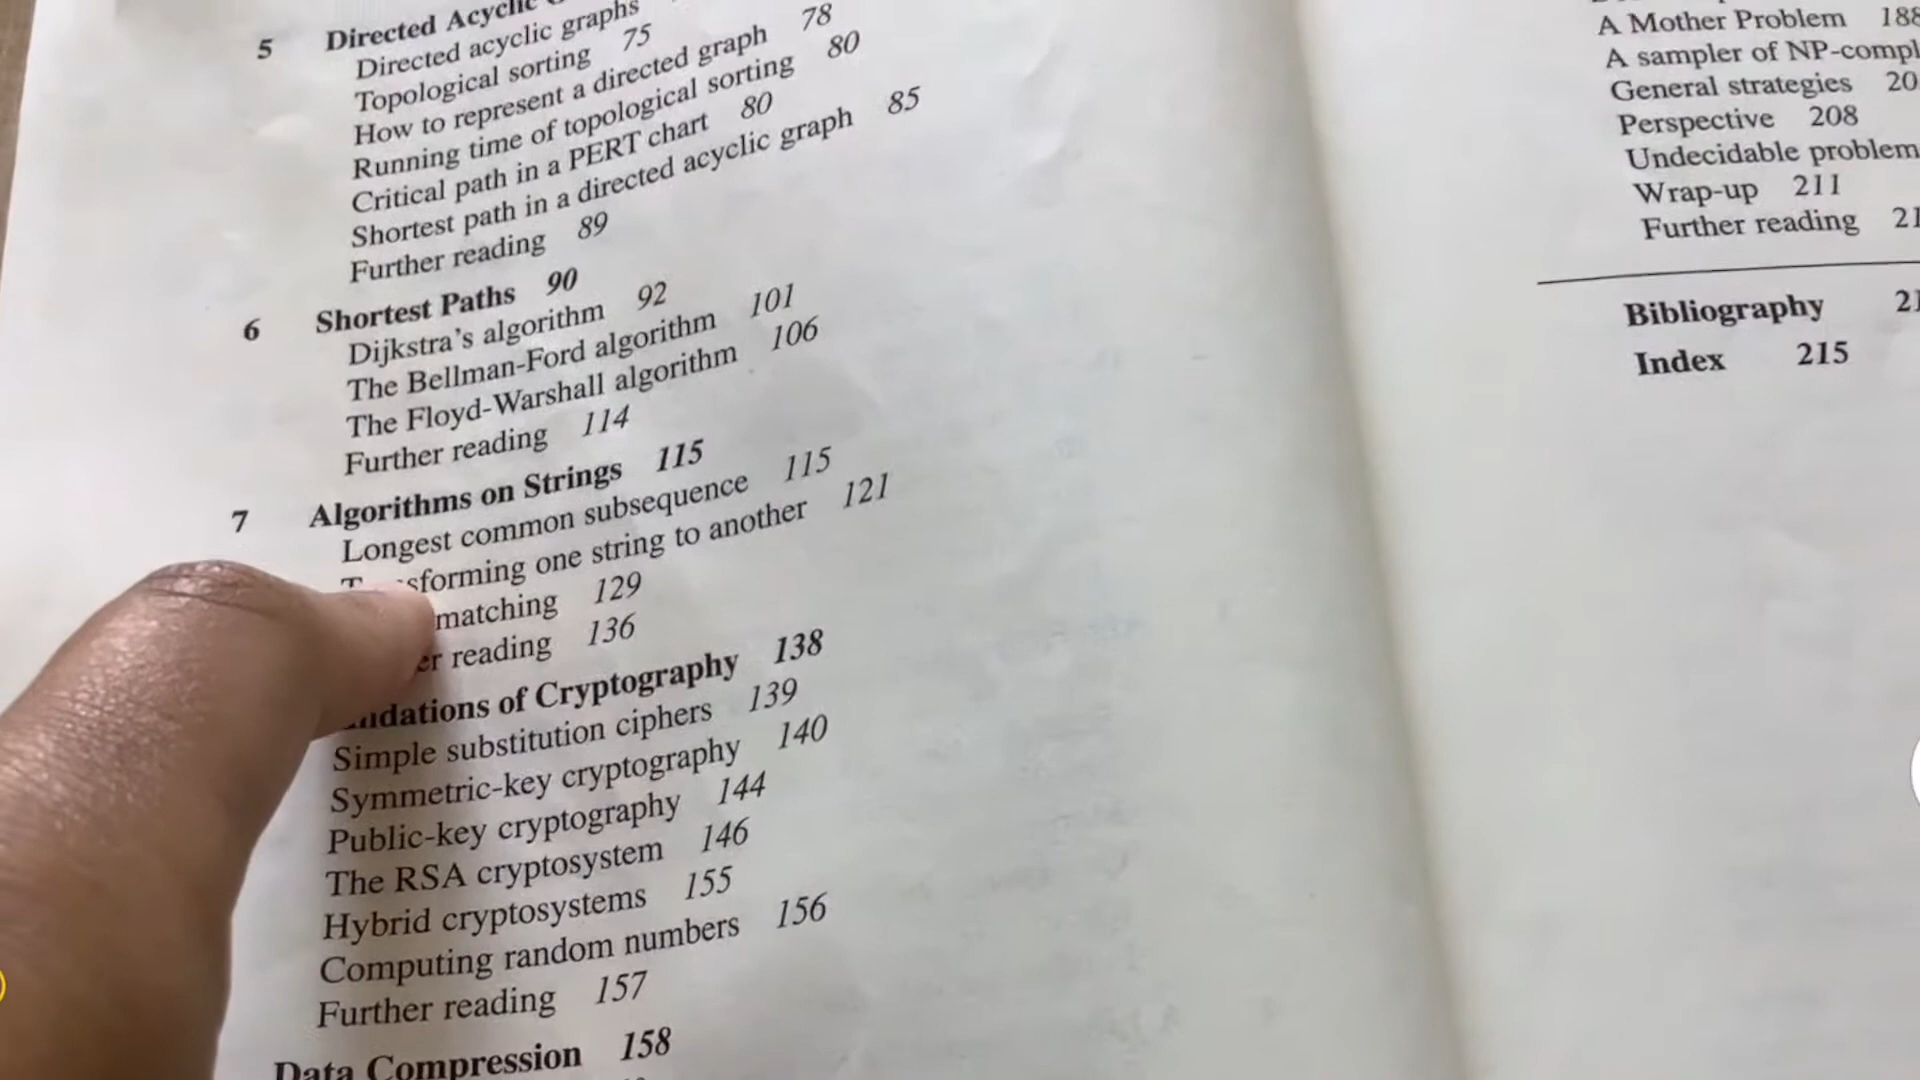 5 Directed Acyclic
Directed acyclic graphs
Topological sorting 75
How to represent a directed graph 78
Running time of topological sorting 80
Critical path in a PERT chart 80
Shortest path in a directed acyclic graph 85
Further reading 89
6 Shortest Paths 90
Dijkstra's algorithm 92
The Bellman-Ford algorithm 101
The Floyd-Warshall algorithm 106
Further reading 114
7 Algorithms on Strings 115
Longest common subsequence 115
one string to another 121
matching 129
reading 136
of Cryptography 138
Simple substitution ciphers 139
Symmetric-key cryptography 140
Public-key cryptography 144
The RSA cryptosystem 146
Hybrid cryptosystems 155
Computing random numbers 156
Further reading 157
Data Compression 158
A Mother Problem 188
A sampler of
General strategies
Perspective 208
Undecidable
Wrap-up 211
Further reading
Bibliography
Index 215